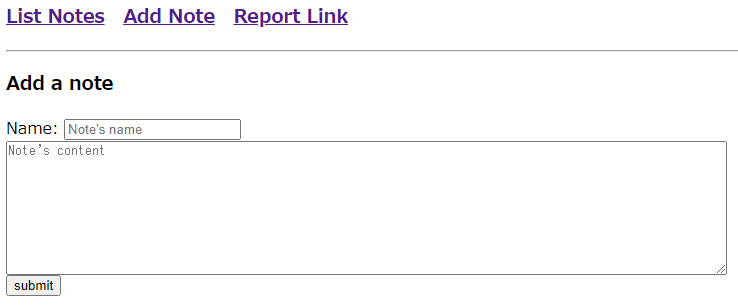 List Notes Add Note Report Link
Add a note
Name: Note's name
Note's content
submit